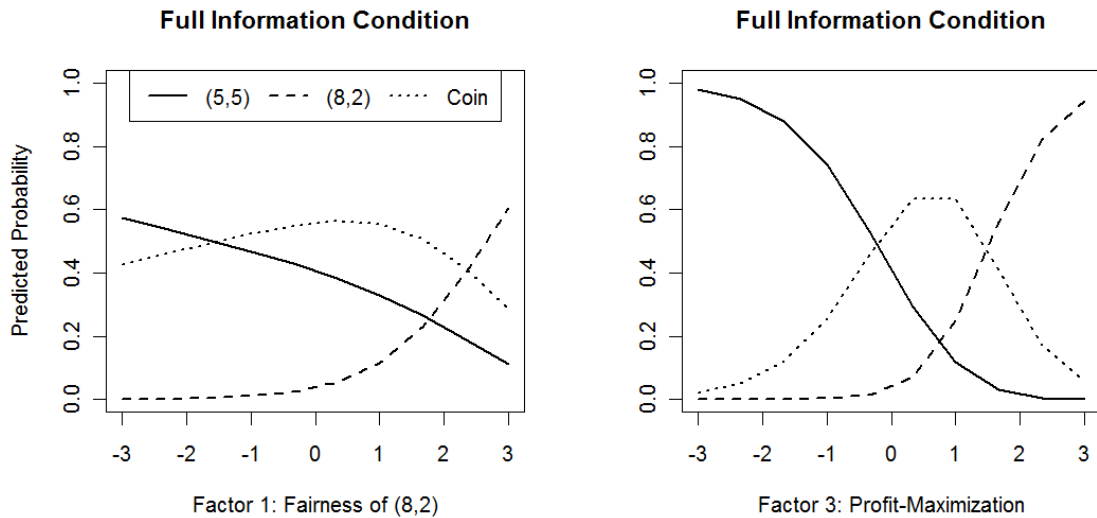 Full Information Condition
Predicted Probability
1.0
0.8
0.6
0.4
0.2
0.0
(5,5) (8,2) Coin
-3 -2 -1 0 1 2 3
Factor 1: Fairness of (8,2)
Full Information Condition
1.0
0.8
0.6
0.4
0.2
0.0
-3 -2 -1 0 1 2 3
Factor 3: Profit-Maximization